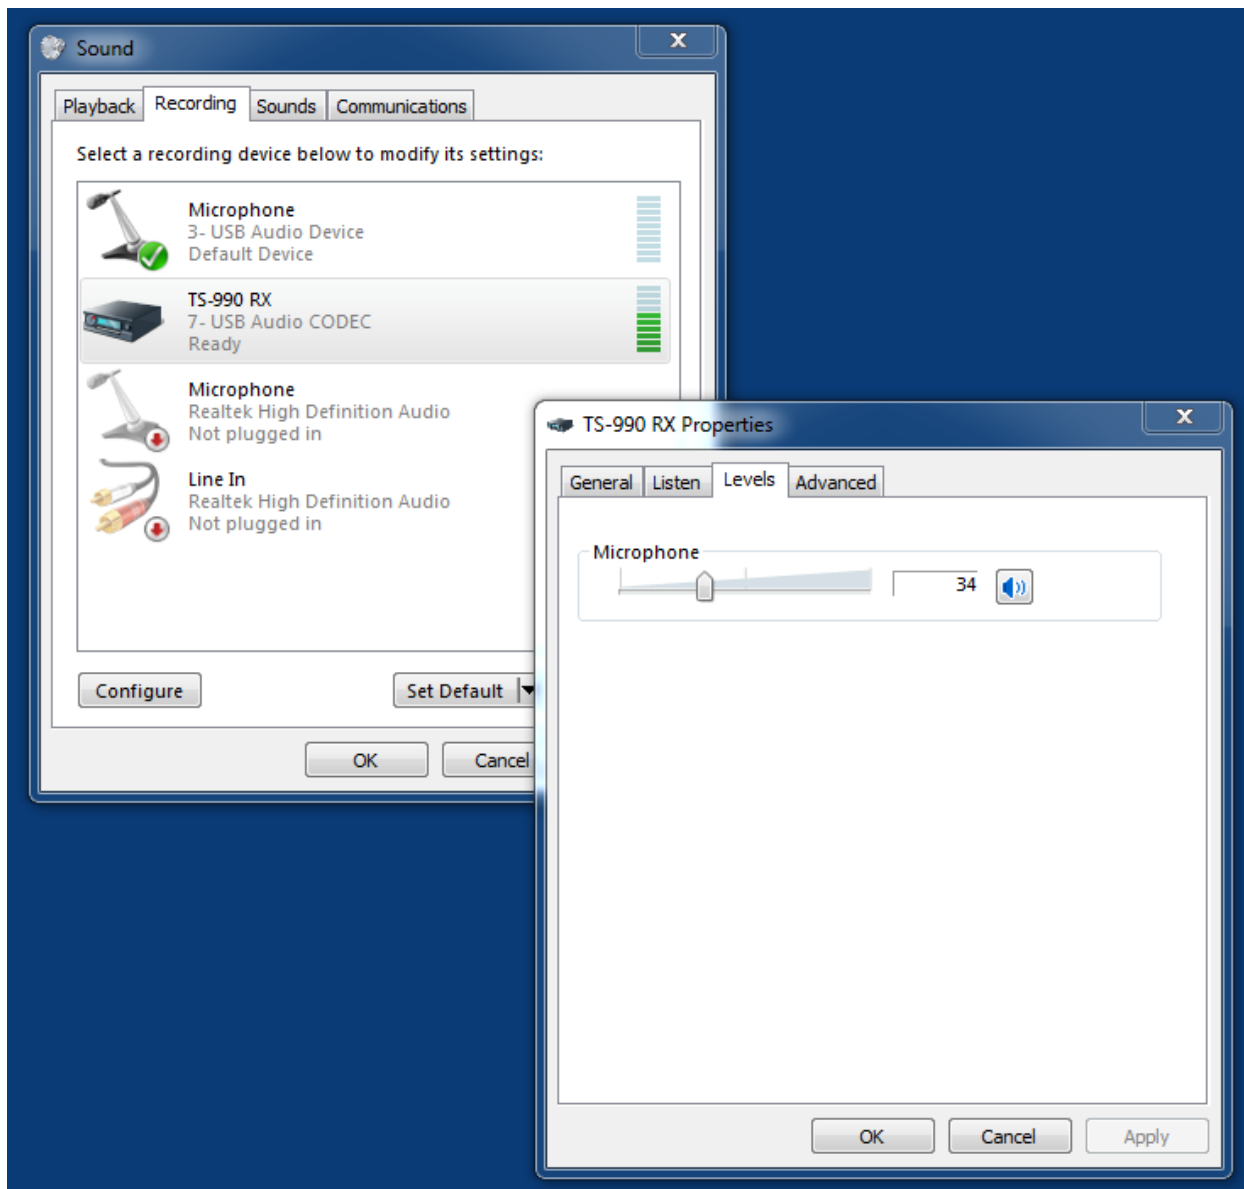 Sound
X
Playback Recording Sounds Communications
Select a recording device below to modify its settings:
Microphone
3- USB Audio Device
Default Device
TS-990 RX
7- USB Audio CODEC
Ready
Microphone
Realtek High Definition Audio
Not plugged in
Line In
Realtek High Definition Audio
Not plugged in
Configure Set Default
OK Cancel
TS-990 RX Properties
X
General Listen Levels Advanced
Microphone
34
OK Cancel Apply